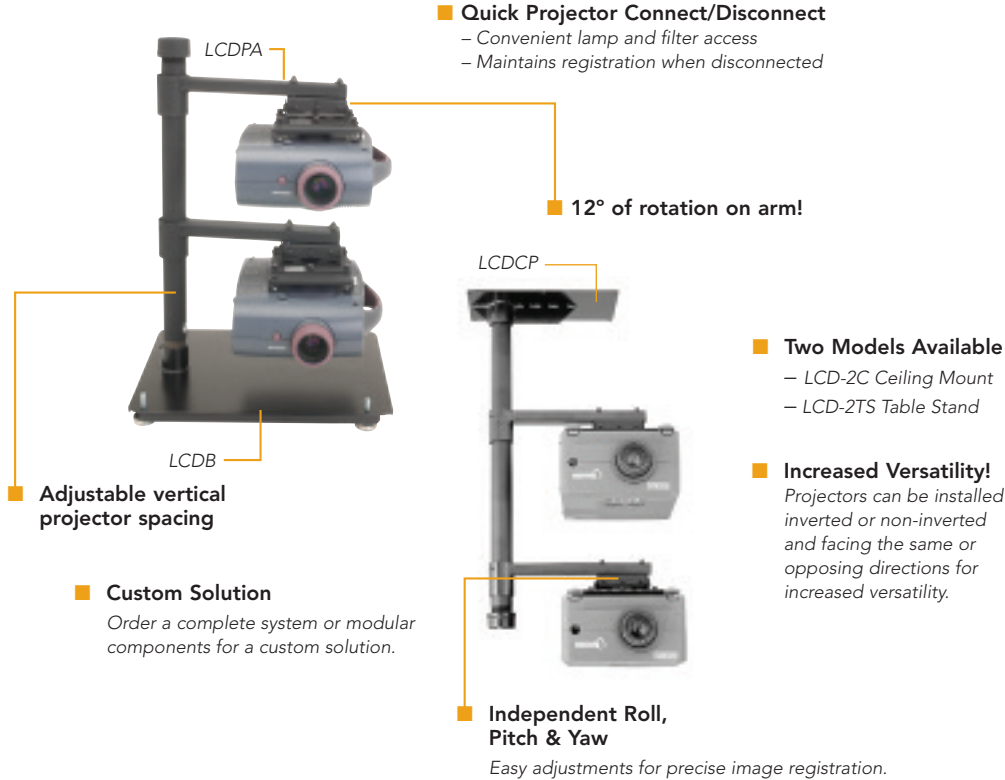 Quick Projector Connect/Disconnect
– Convenient lamp and filter access
– Maintains registration when disconnected
LCDPA
12º of rotation on arm!
LCDCP
Two Models Available
– LCD-2C Ceiling Mount
– LCD-2TS Table Stand
LCDB
Increased Versatility!
Projectors can be installed
inverted or non-inverted
and facing the same or
opposing directions for
increased versatility.
Adjustable vertical
projector spacing
Custom Solution
Order a complete system or modular
components for a custom solution.
Independent Roll,
Pitch & Yaw
Easy adjustments for precise image registration.